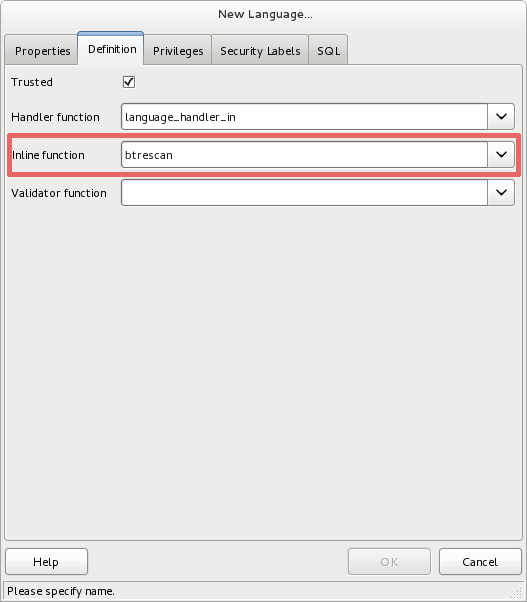 New Language...
Properties Definition Privileges Security Labels SQL
Trusted
Handler function language_handler_in
Inline function btrescan
Validator function
Help OK Cancel
Please specify name.